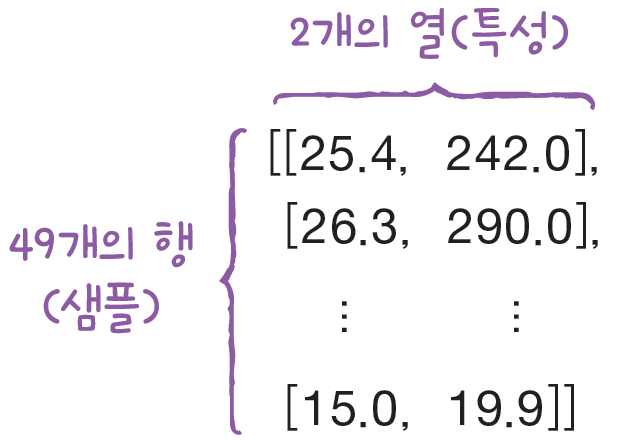 2개의 열(특성)
[[25.4, 242.0],
[26.3, 290.0],
49개의 행
(샘플)
⋮ ⋮
[15.0, 19.9]]